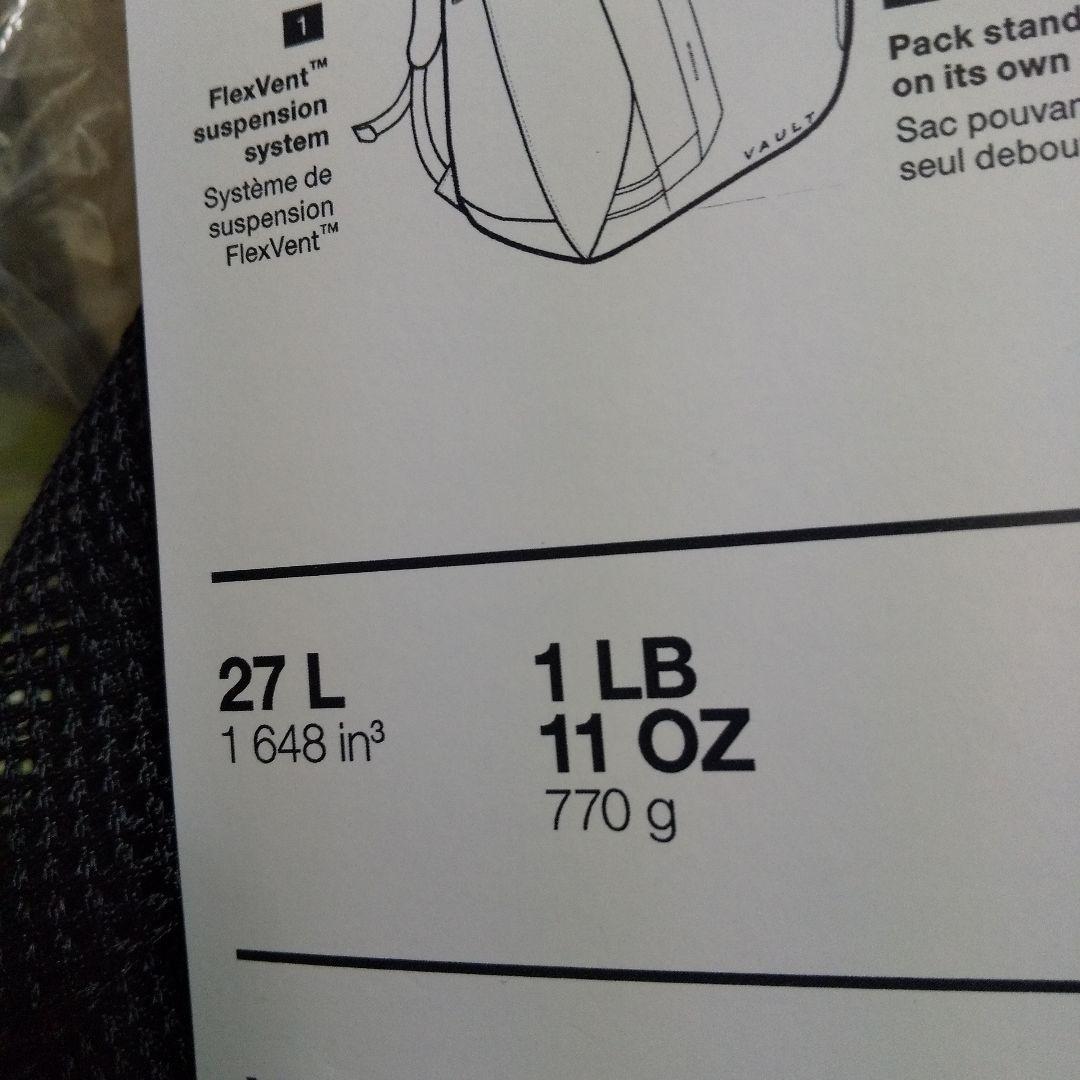 1
FlexVent™
suspension
system
Système de
suspension
FlexVent™
VAULT
Pack stand
on its own
Sac pouvan
seul debou
27 L
1 648 in³
1 LB
11 OZ
770 g